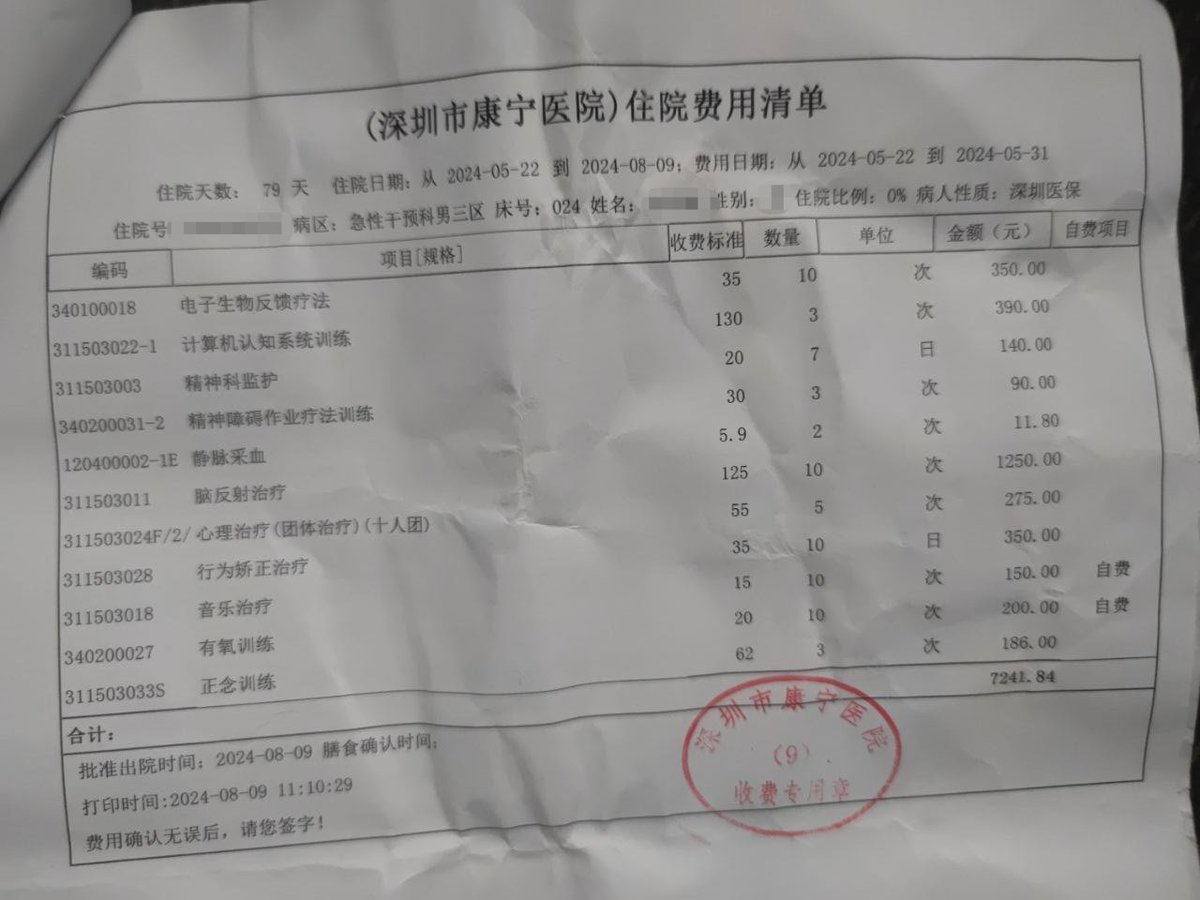 (深圳市康宁医院)住院费用清单
住院天数: 79 天 住院日期:从 2024-05-22 到 2024-08-09; 费用日期:从 2024-05-22 到 2024-05-31
住院号 病区: 急性干预科男三区 床号: 024 姓名: 性别: 住院比例: 0% 病人性质: 深圳医保
编码 项目[规格] 收费标准 数量 单位 金额(元) 自费项目
340100018 电子生物反馈疗法 35 10 次 350.00
311503022-1 计算机认知系统训练 130 3 次 390.00
311503003 精神科监护 20 7 日 140.00
340200031-2 精神障碍作业疗法训练 30 3 次 90.00
120400002-1E 静脉采血 5.9 2 次 11.80
311503011 脑反射治疗 125 10 次 1250.00
311503024F/2/ 心理治疗(团体治疗)(十人团) 55 5 次 275.00
311503028 行为矫正治疗 35 10 日 350.00
311503018 音乐治疗 15 10 次 150.00 自费
340200027 有氧训练 20 10 次 200.00 自费
311503033S 正念训练 62 3 次 186.00
合计: 7241.84
批准出院时间: 2024-08-09 膳食确认时间:
打印时间:2024-08-09 11:10:29
费用确认无误后, 请您签字!
深圳市康宁医院
(9)
收费专用章